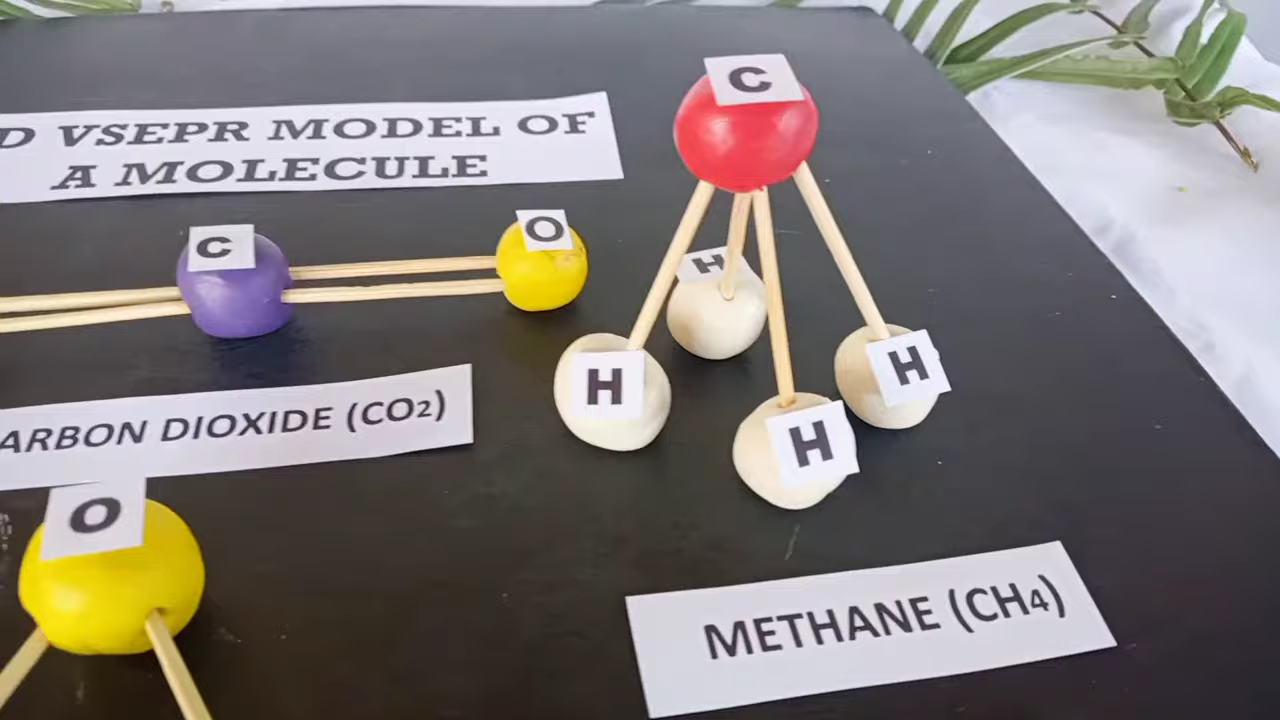 D VSEPR MODEL OF
A MOLECULE
C
C
O
H
H
H
H
ARBON DIOXIDE (CO2)
O
METHANE (CH4)